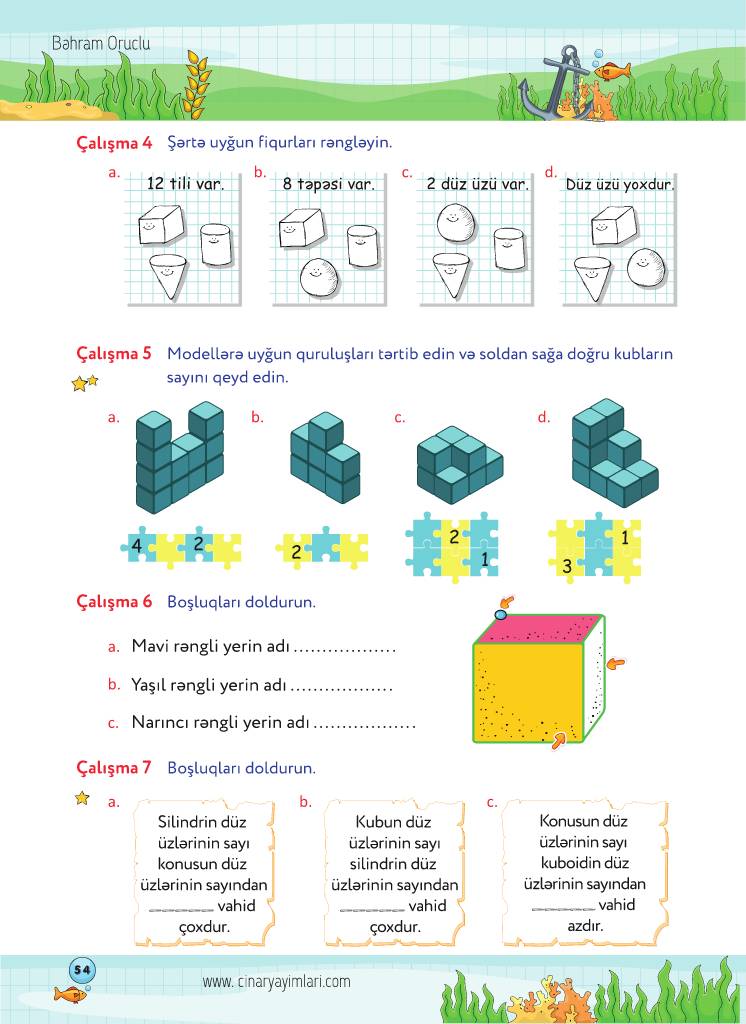 Bahram Oruclu
Çalışma 4 Şərtə uyğun fiqurları rəngləyin.
a. 12 tili var.
b. 8 təpəsi var.
c. 2 düz üzü var.
d. Düz üzü yoxdur.
Çalışma 5 Modellərə uyğun quruluşları tərtib edin və soldan sağa doğru kubların
sayını qeyd edin.
a. b. c. d.
4 2
2
2
1
1
3
Çalışma 6 Boşluqları doldurun.
a. Mavi rəngli yerin adı ..................
b. Yaşıl rəngli yerin adı ..................
c. Narıncı rəngli yerin adı ..................
Çalışma 7 Boşluqları doldurun.
a. Silindrin düz
üzlərinin sayı
konusun düz
üzlərinin sayından
_________ vahid
çoxdur.
b. Kubun düz
üzlərinin sayı
silindrin düz
üzlərinin sayından
_________ vahid
çoxdur.
c. Konusun düz
üzlərinin sayı
kuboidin düz
üzlərinin sayından
_________ vahid
azdır.
54
www. cinaryayimlari.com